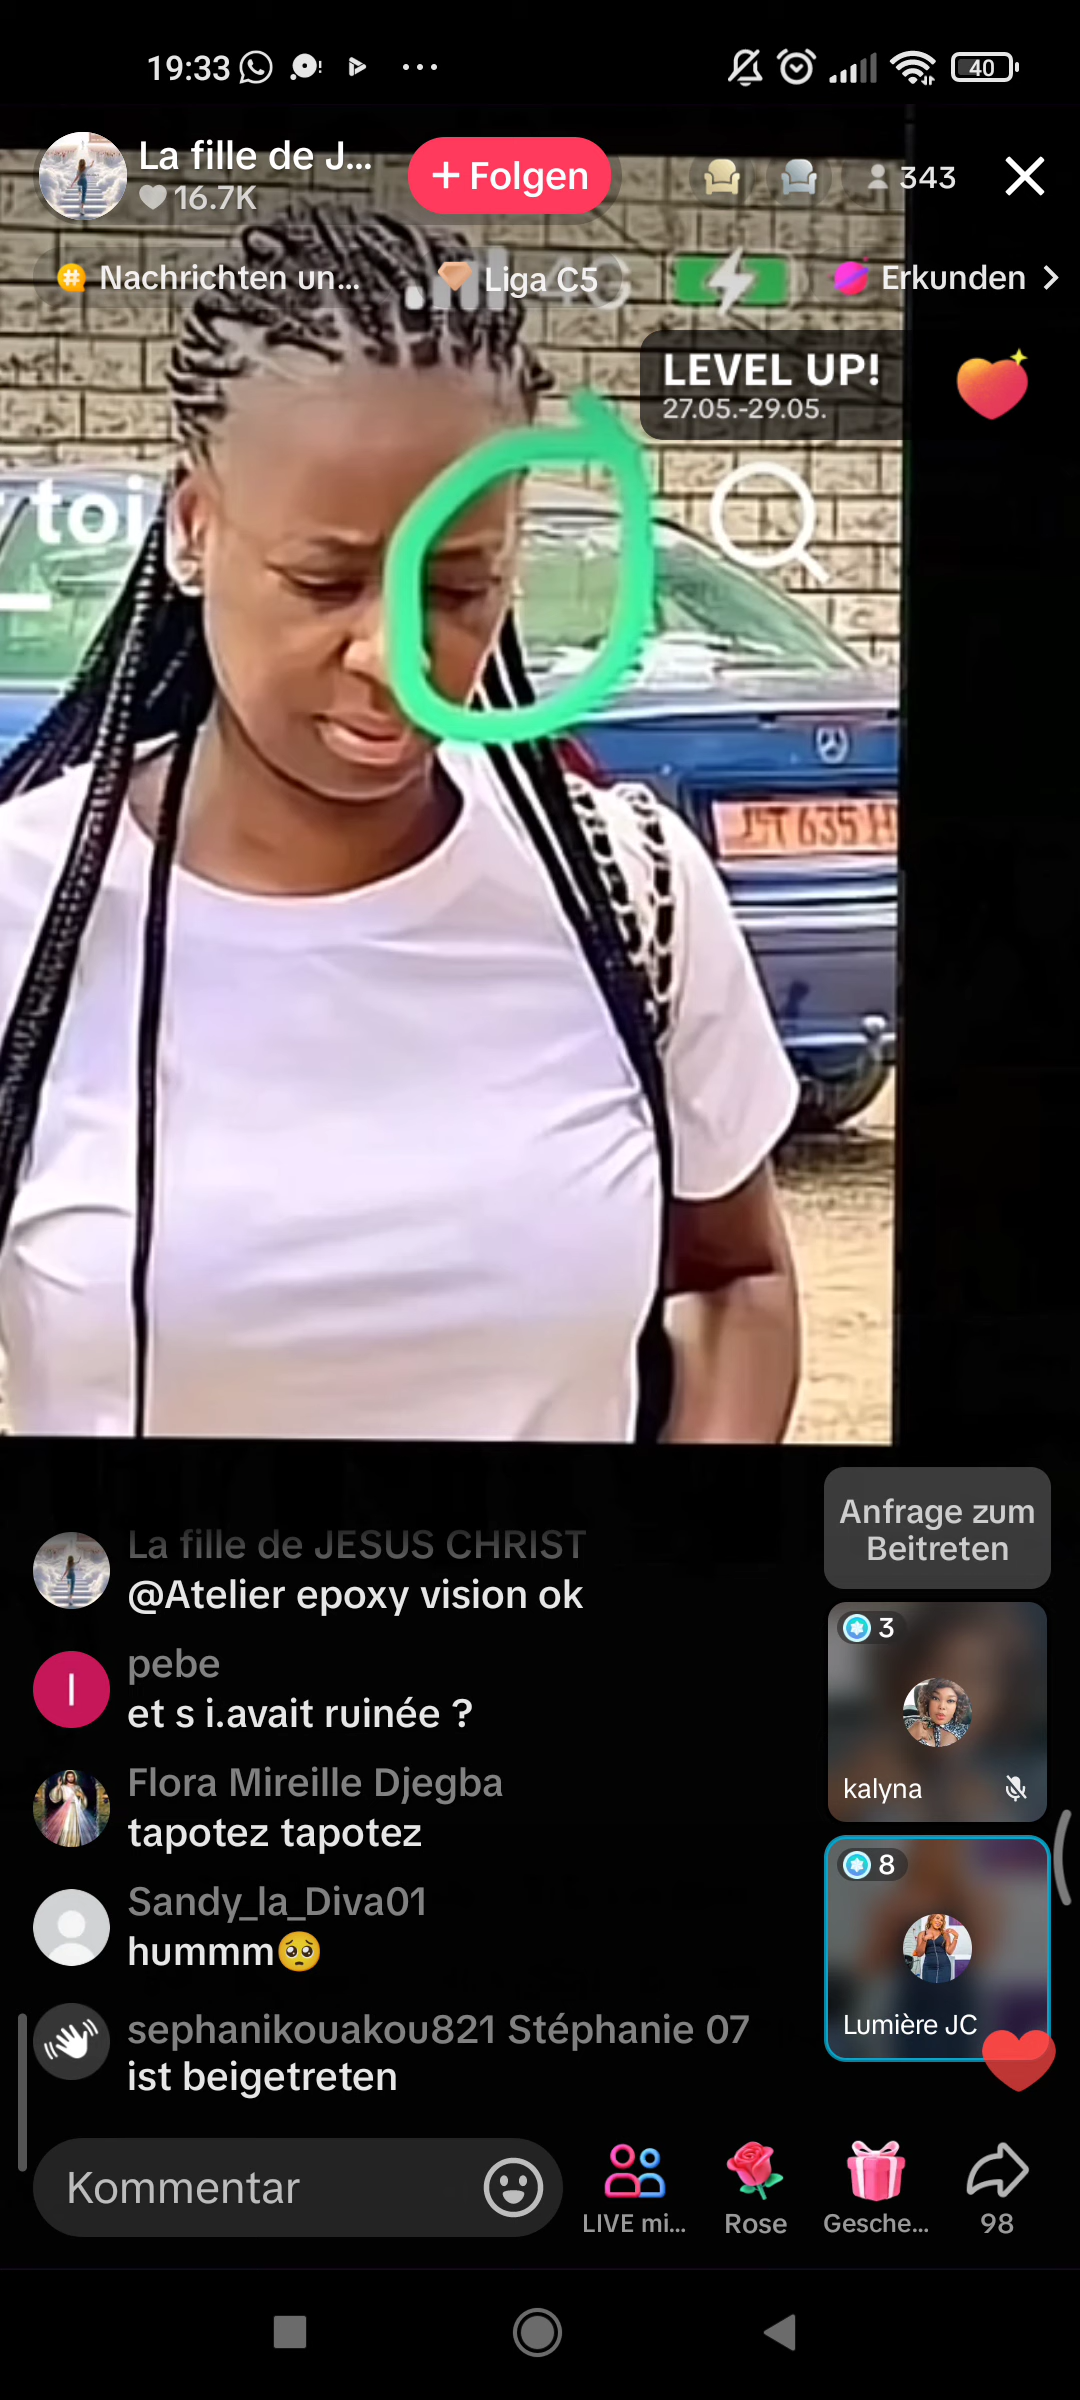 19:33
40
La fille de J...
16.7K
+ Folgen
343
Nachrichten un...
Liga C5
4G
Erkunden
LEVEL UP!
27.05.-29.05.
toi
635
Anfrage zum
Beitreten
La fille de JESUS CHRIST
@Atelier epoxy vision ok
3
pebe
et s i.avait ruinée ?
kalyna
Flora Mireille Djegba
tapotez tapotez
8
Sandy_la_Diva01
hummm🥺
Lumière JC
sephanikouakou821 Stéphanie 07
ist beigetreten
Kommentar
LIVE mi...
Rose
Gesche...
98